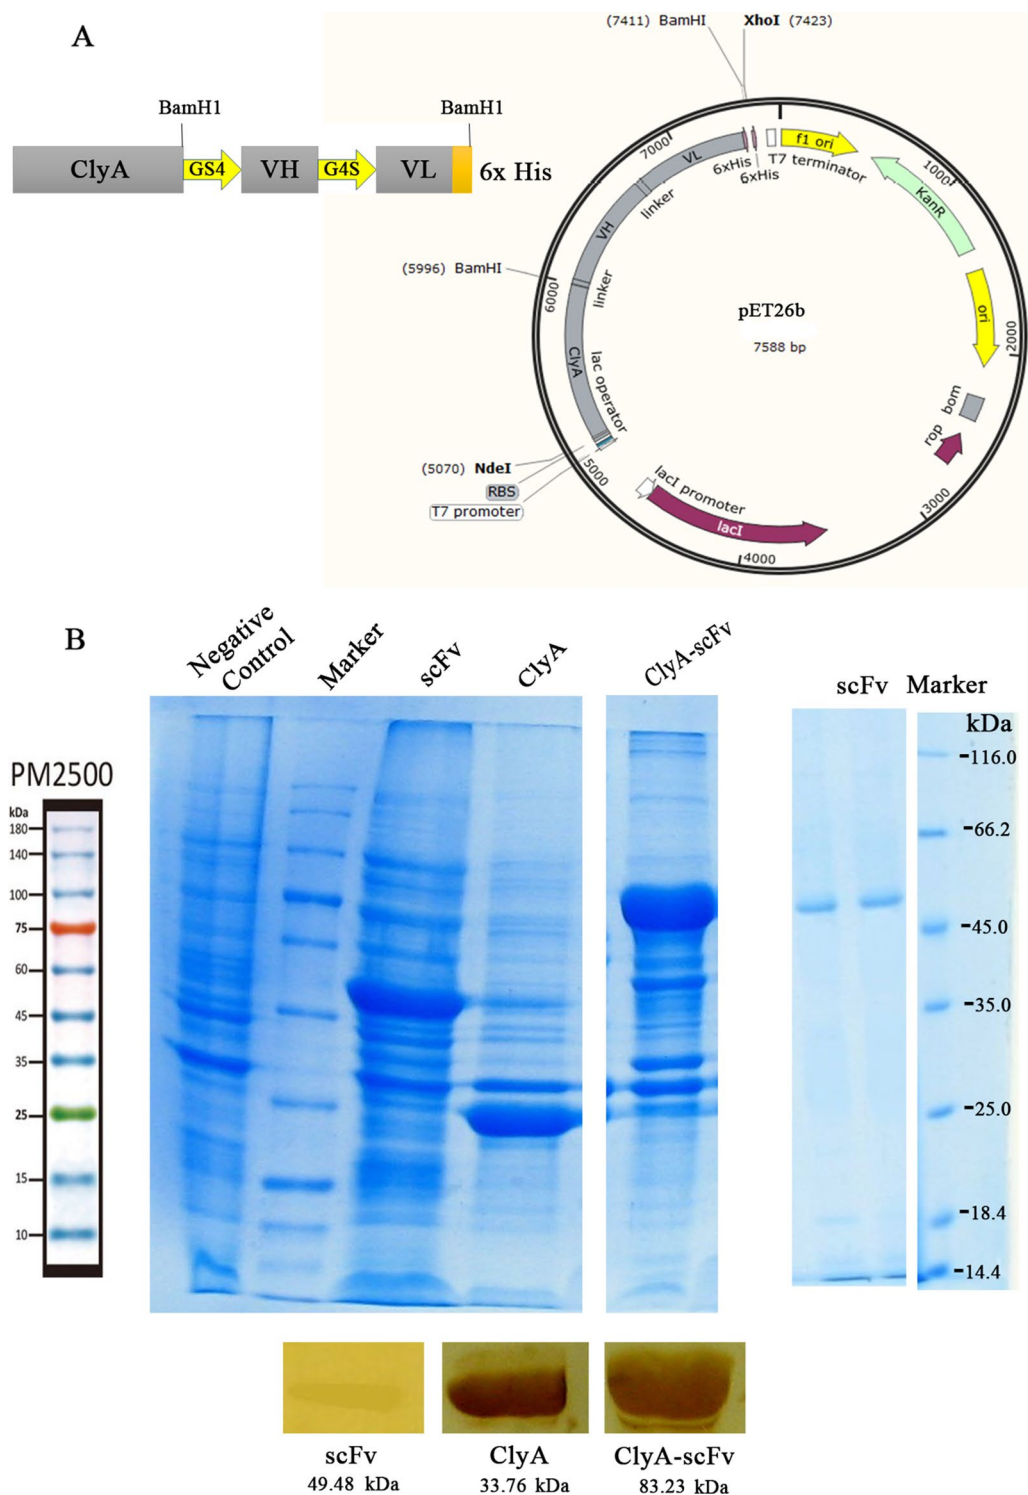 A
(7411) BamHI XhoI (7423)
BamH1 BamH1
ClyA GS4 VH G4S VL 6x His
f1 ori
T7 terminator
6xHis
6xHis
7000
1000
KanR
VL
linker
VH
ori
(5996) BamHI
6000
linker
pET26b
7588 bp
2000
ClyA
lac operator
bom
rop
(5070) NdeI
5000
RBS
T7 promoter
lacI promoter
lacI
3000
4000
B
Negative
Control
Marker
scFv
ClyA
ClyA-scFv
scFv Marker
kDa
PM2500
kDa
180
140
100
75
60
45
35
25
15
10
-116.0
-66.2
-45.0
-35.0
-25.0
-18.4
-14.4
scFv ClyA ClyA-scFv
49.48 kDa 33.76 kDa 83.23 kDa